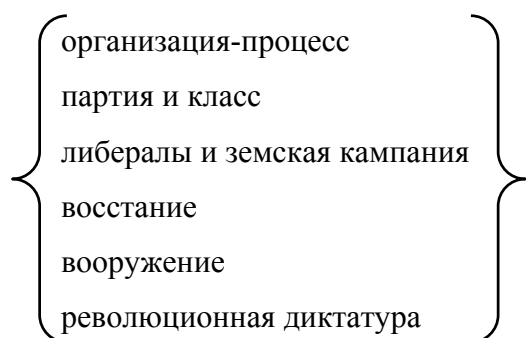 организация-процесс
партия и класс
либералы и земская кампания
восстание
вооружение
революционная диктатура